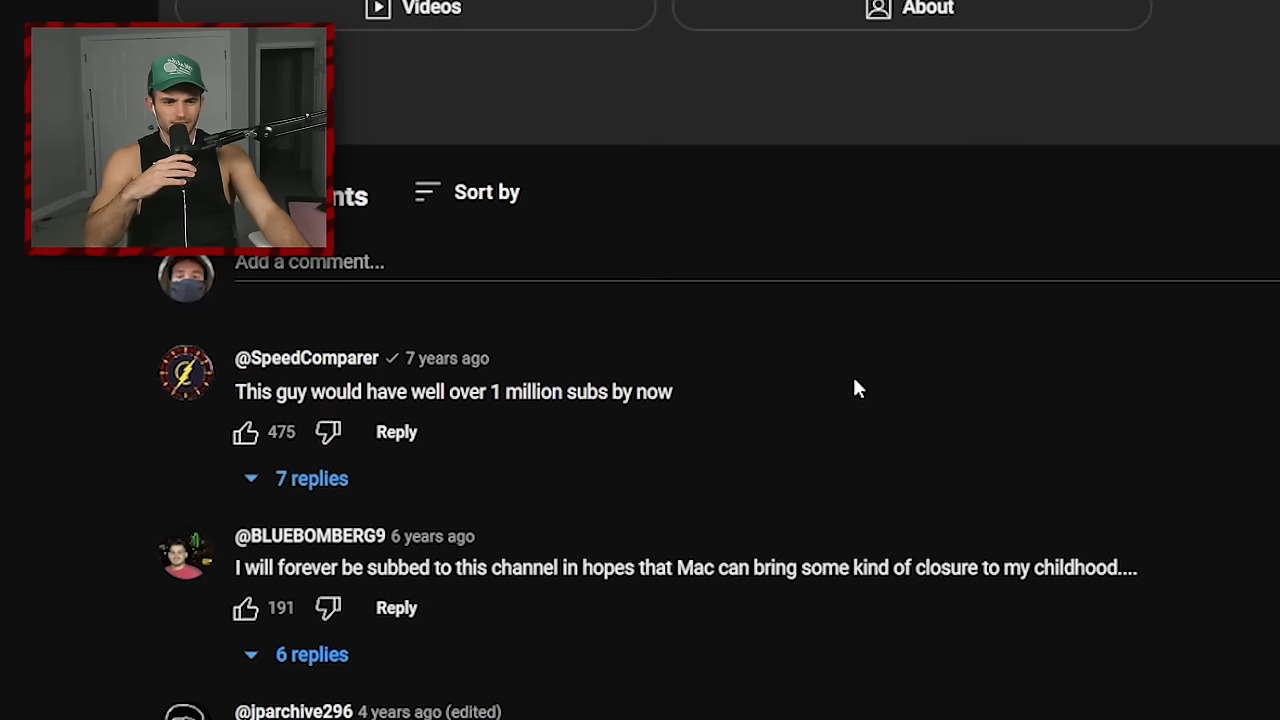 Videos
About
nts
Sort by
Add a comment...
@SpeedComparer 7 years ago
This guy would have well over 1 million subs by now
475
Reply
7 replies
@BLUEBOMBERG9 6 years ago
I will forever be subbed to this channel in hopes that Mac can bring some kind of closure to my childhood....
191
Reply
6 replies
@jparchive296 4 years ago (edited)